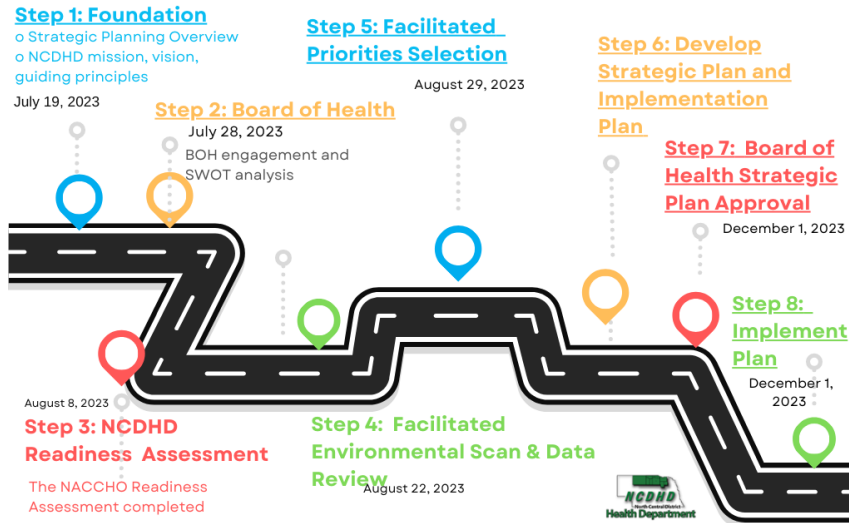 Step 1: Foundation
o Strategic Planning Overview
o NCDHD mission, vision,
guiding principles
July 19, 2023
Step 2: Board of Health
July 28, 2023
BOH engagement and
SWOT analysis
Step 3: NCDHD
Readiness Assessment
August 8, 2023
The NACCHO Readiness
Assessment completed
Step 4: Facilitated
Environmental Scan & Data
Review
August 22, 2023
Step 5: Facilitated
Priorities Selection
August 29, 2023
Step 6: Develop
Strategic Plan and
Implementation
Plan
Step 7: Board of
Health Strategic
Plan Approval
December 1, 2023
Step 8:
Implement
Plan
December 1,
2023
NCDHD
North Central District
Health Department